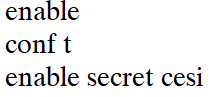 enable
conf t
enable secret cesi